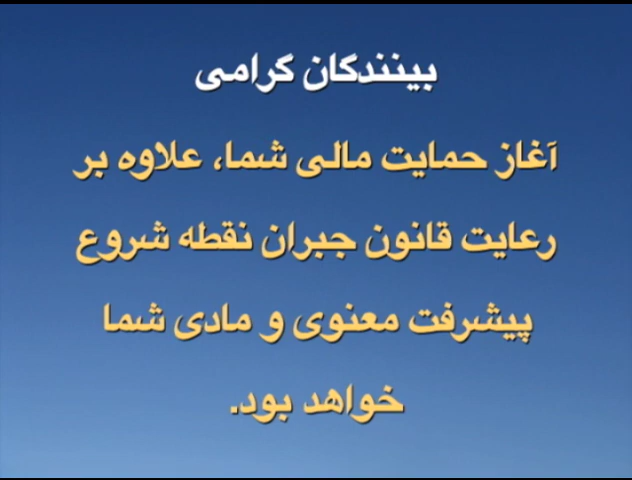 بینندگان گرامی
آغاز حمایت مالی شما، علاوه بر
رعایت قانون جبران نقطه شروع
پیشرفت معنوی و مادی شما
خواهد بود.